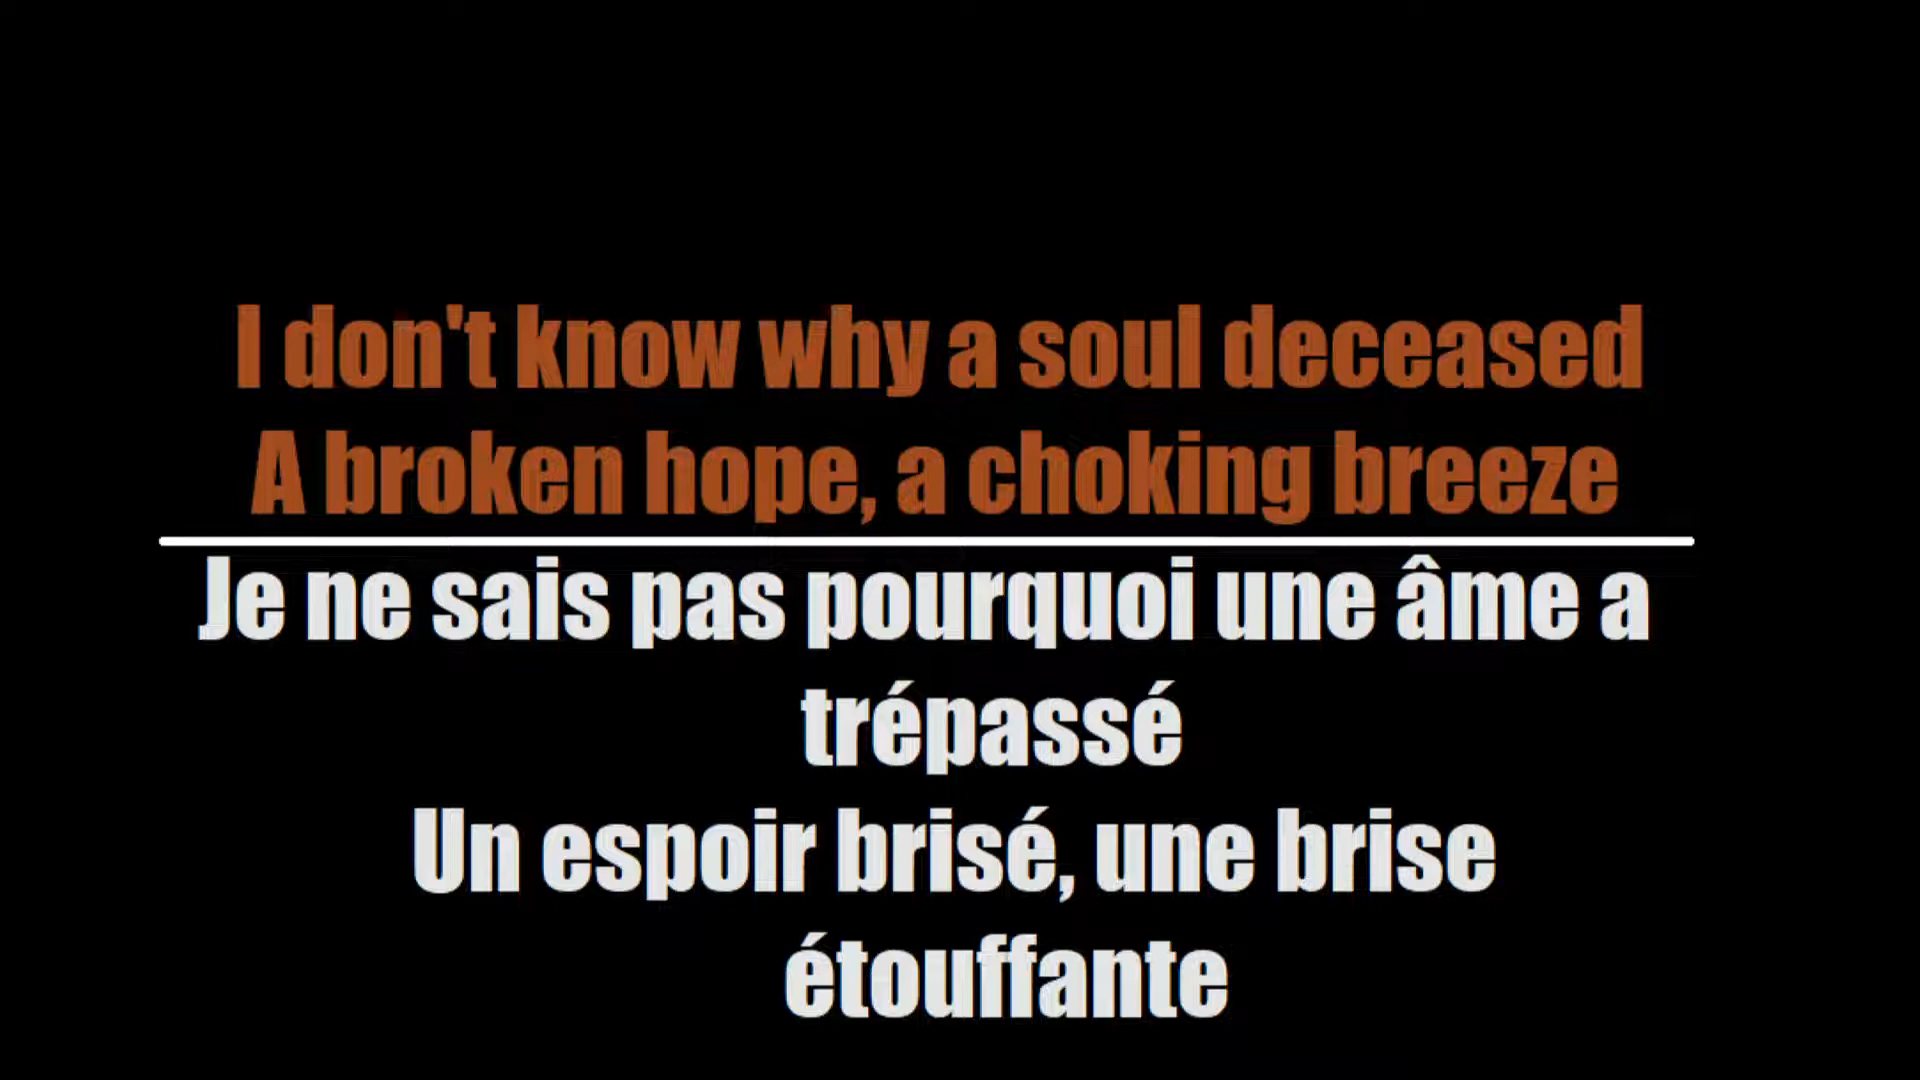 I don't know why a soul deceased
A broken hope, a choking breeze
Je ne sais pas pourquoi une âme a
trépassé
Un espoir brisé, une brise
étouffante